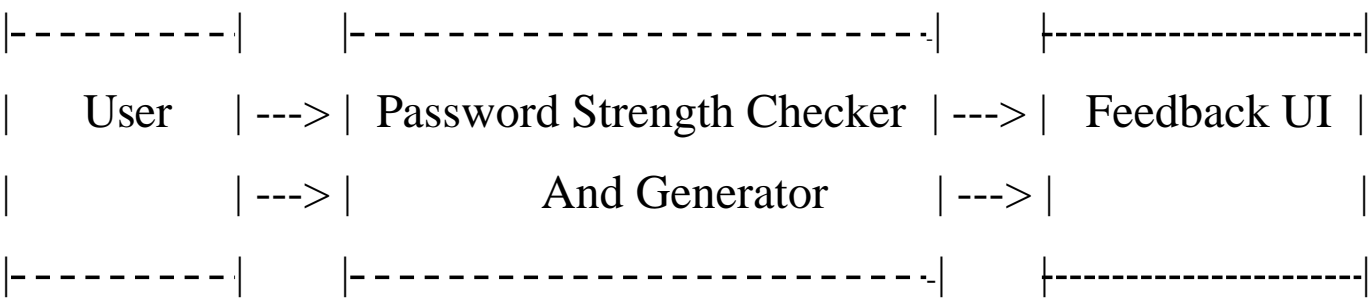 |- - - - - - - - - - -| |- - - - - - - - - - - - - - - - - - - - - - - - - - -| |-----------------------|
| User | ---> | Password Strength Checker | ---> | Feedback UI |
| | ---> | And Generator | ---> | |
|- - - - - - - - - - -| |- - - - - - - - - - - - - - - - - - - - - - - - - - -| |-----------------------|